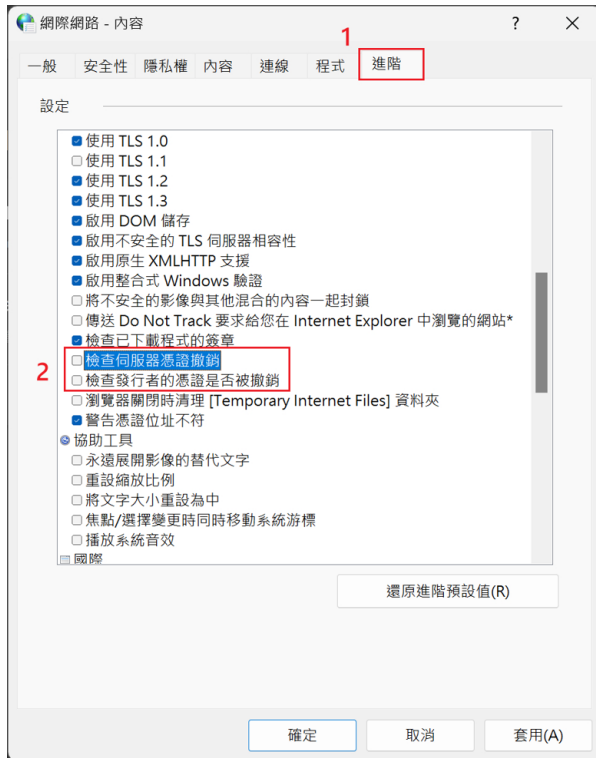 網際網路 - 內容
?
1
一般 安全性 隱私權 內容 連線 程式 進階
設定
使用 TLS 1.0
使用 TLS 1.1
使用 TLS 1.2
使用 TLS 1.3
啟用 DOM 儲存
啟用不安全的 TLS 伺服器相容性
啟用原生 XMLHTTP 支援
啟用整合式 Windows 驗證
將不安全的影像與其他混合的內容一起封鎖
傳送 Do Not Track 要求給您在 Internet Explorer 中瀏覽的網站*
檢查已下載程式的簽章
2
檢查伺服器憑證撤銷
檢查發行者的憑證是否被撤銷
瀏覽器關閉時清理 [Temporary Internet Files] 資料夾
警告憑證位址不符
協助工具
永遠展開影像的替代文字
重設縮放比例
將文字大小重設為中
焦點/選擇變更時同時移動系統游標
播放系統音效
國際
還原進階預設值(R)
確定 取消 套用(A)